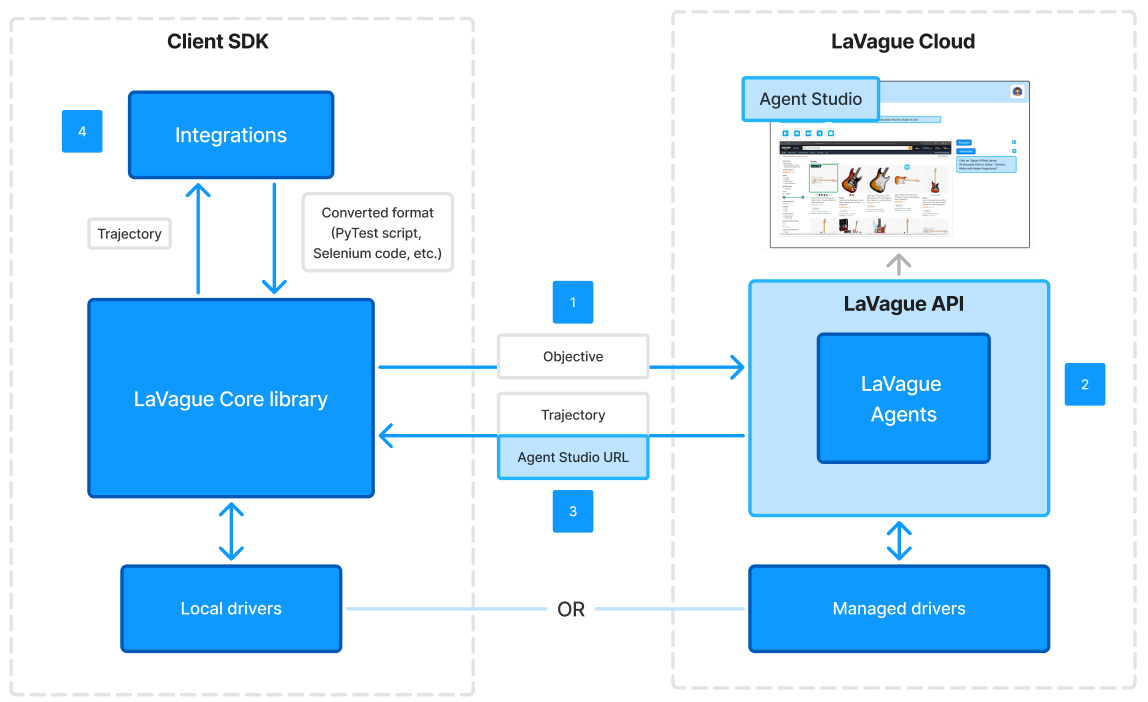 Client SDK
4
Integrations
Trajectory
Converted format
(PyTest script,
Selenium code, etc.)
LaVague Core library
Local drivers
1
Objective
Trajectory
Agent Studio URL
3
OR
LaVague Cloud
Agent Studio
LaVague API
LaVague
Agents
2
Managed drivers